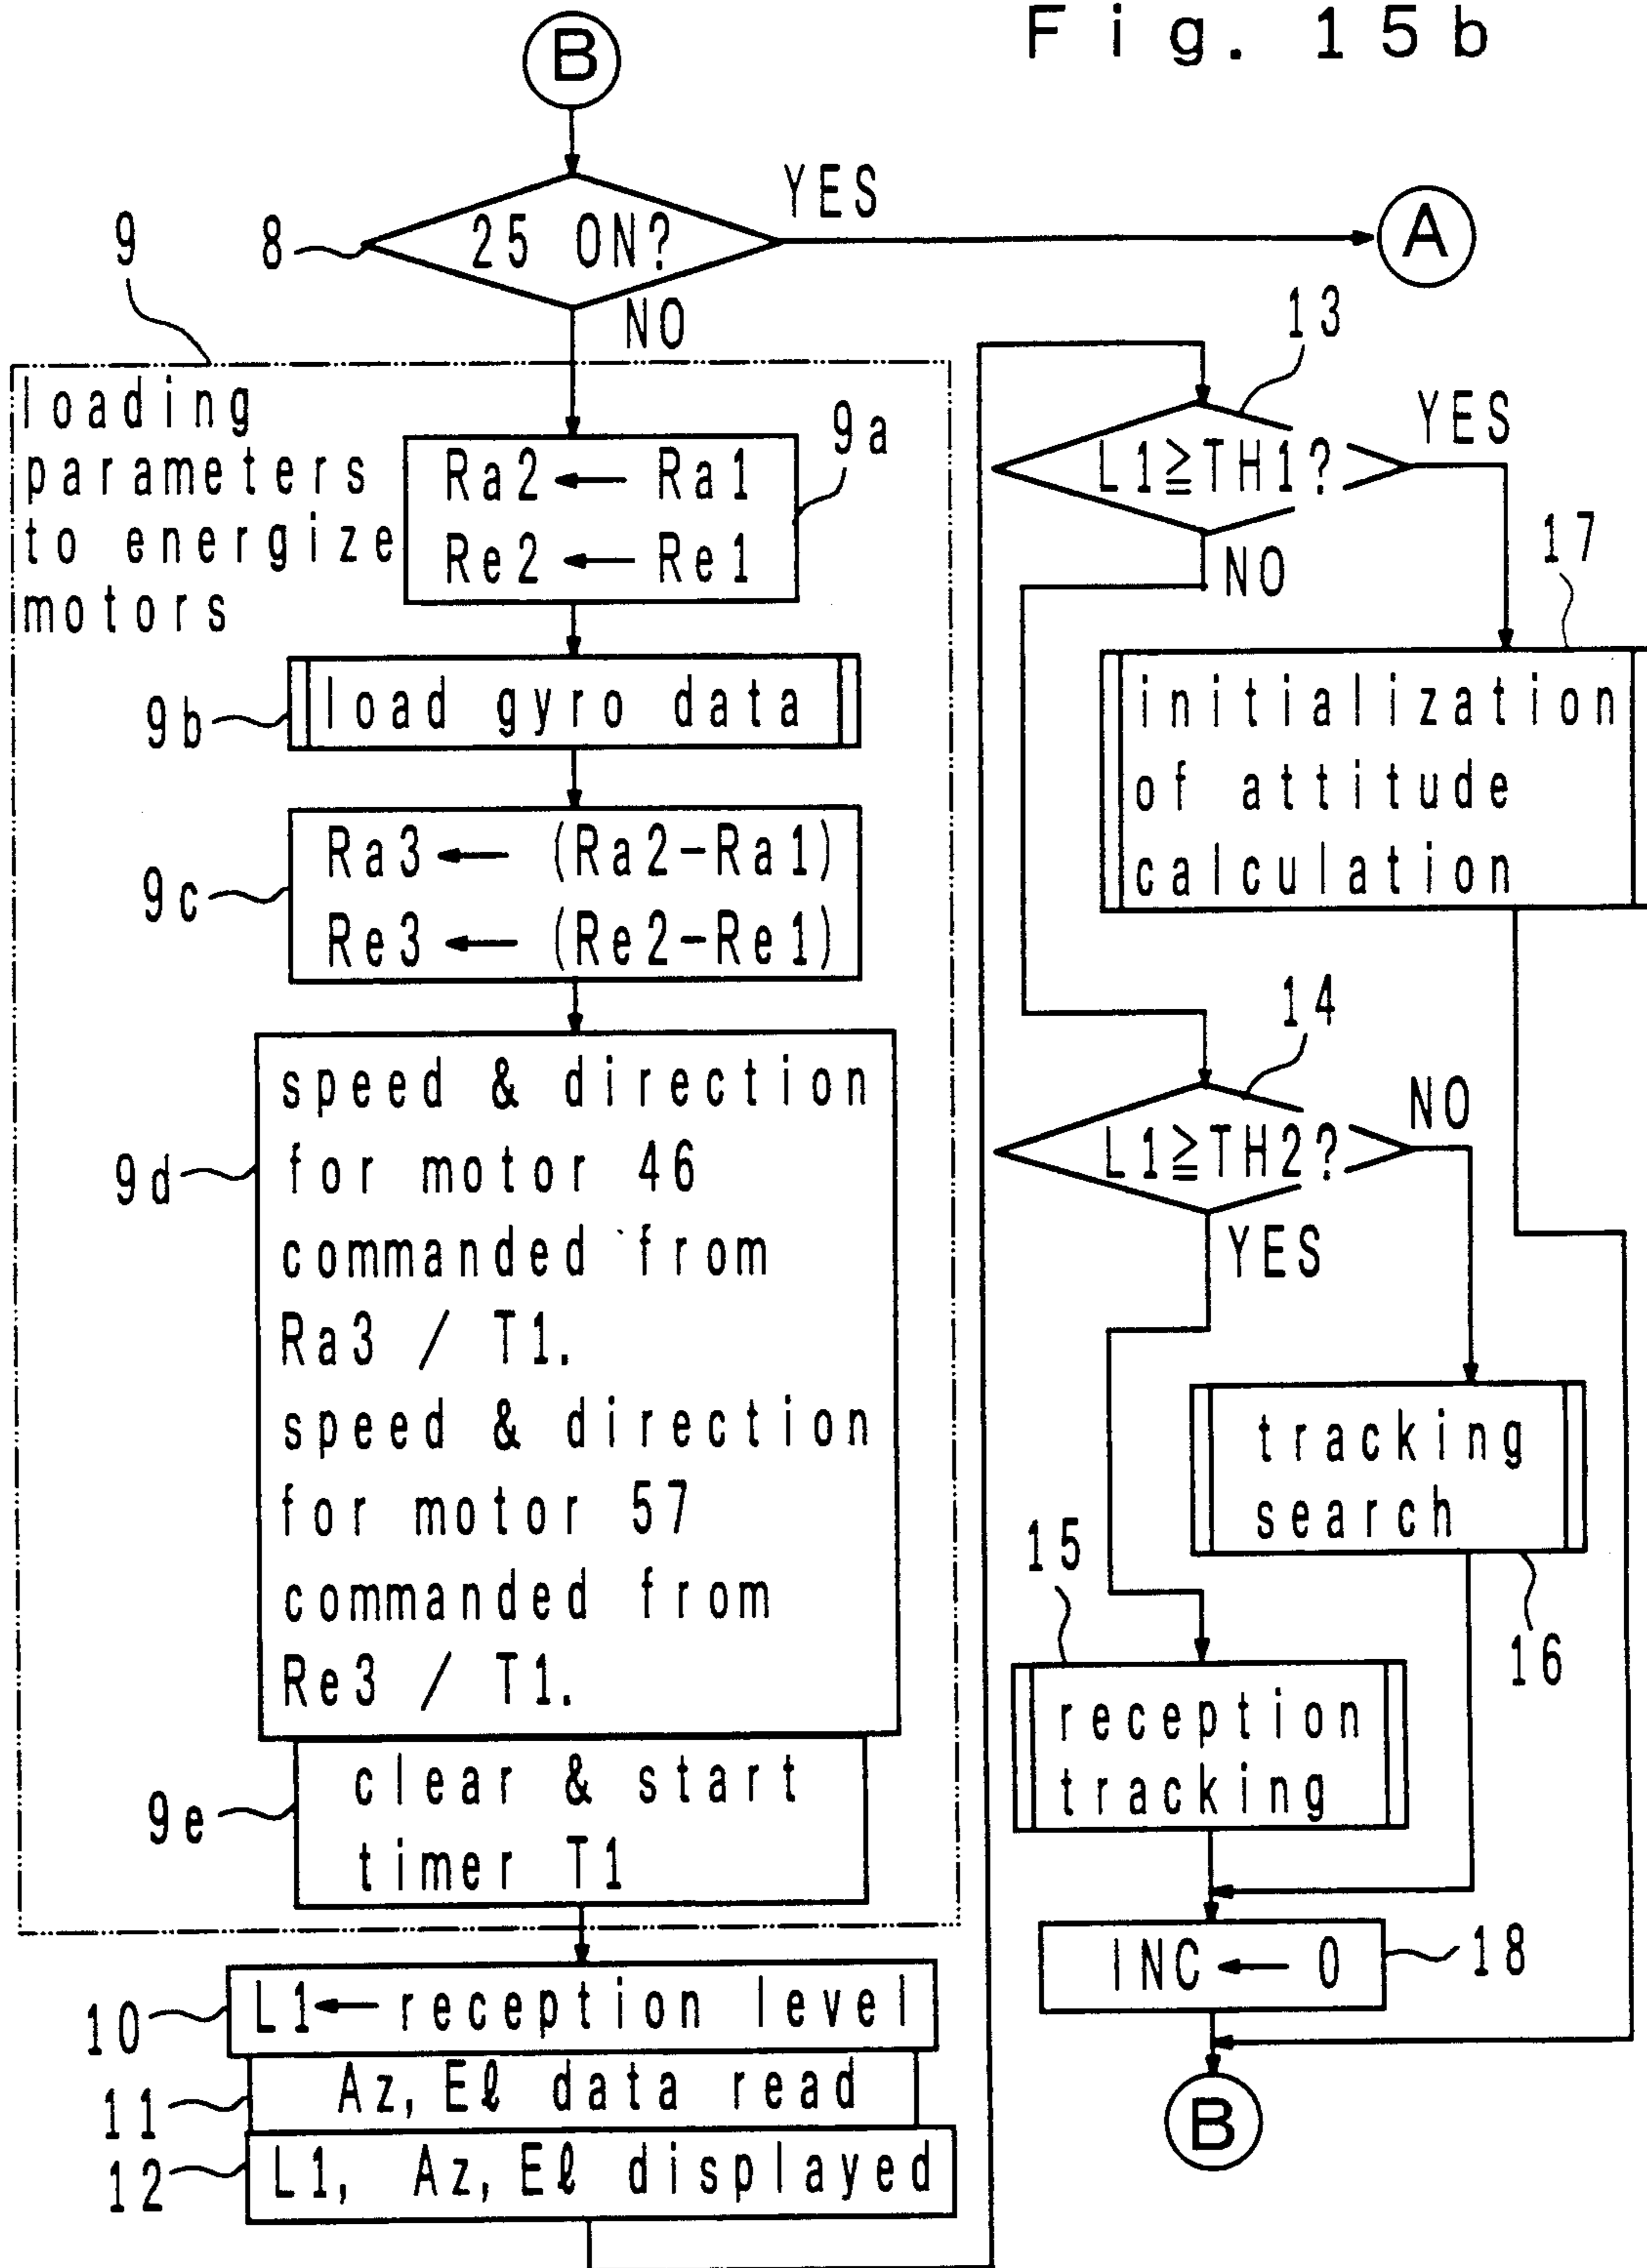 Fig. 15b
B
8
25 ON?
YES
A
NO
9
loading
parameters
to energize
motors
9a
Ra2 ← Ra1
Re2 ← Re1
9b
load gyro data
9c
Ra3 ← (Ra2-Ra1)
Re3 ← (Re2-Re1)
9d
speed & direction
for motor 46
commanded from
Ra3 / T1.
speed & direction
for motor 57
commanded from
Re3 / T1.
9e
clear & start
timer T1
10
L1 ← reception level
11
Az, Eℓ data read
12
L1, Az, Eℓ displayed
13
L1≧TH1?
YES
NO
17
initialization
of attitude
calculation
14
L1≧TH2?
NO
YES
tracking
search
16
15
reception
tracking
INC ← 0
18
B